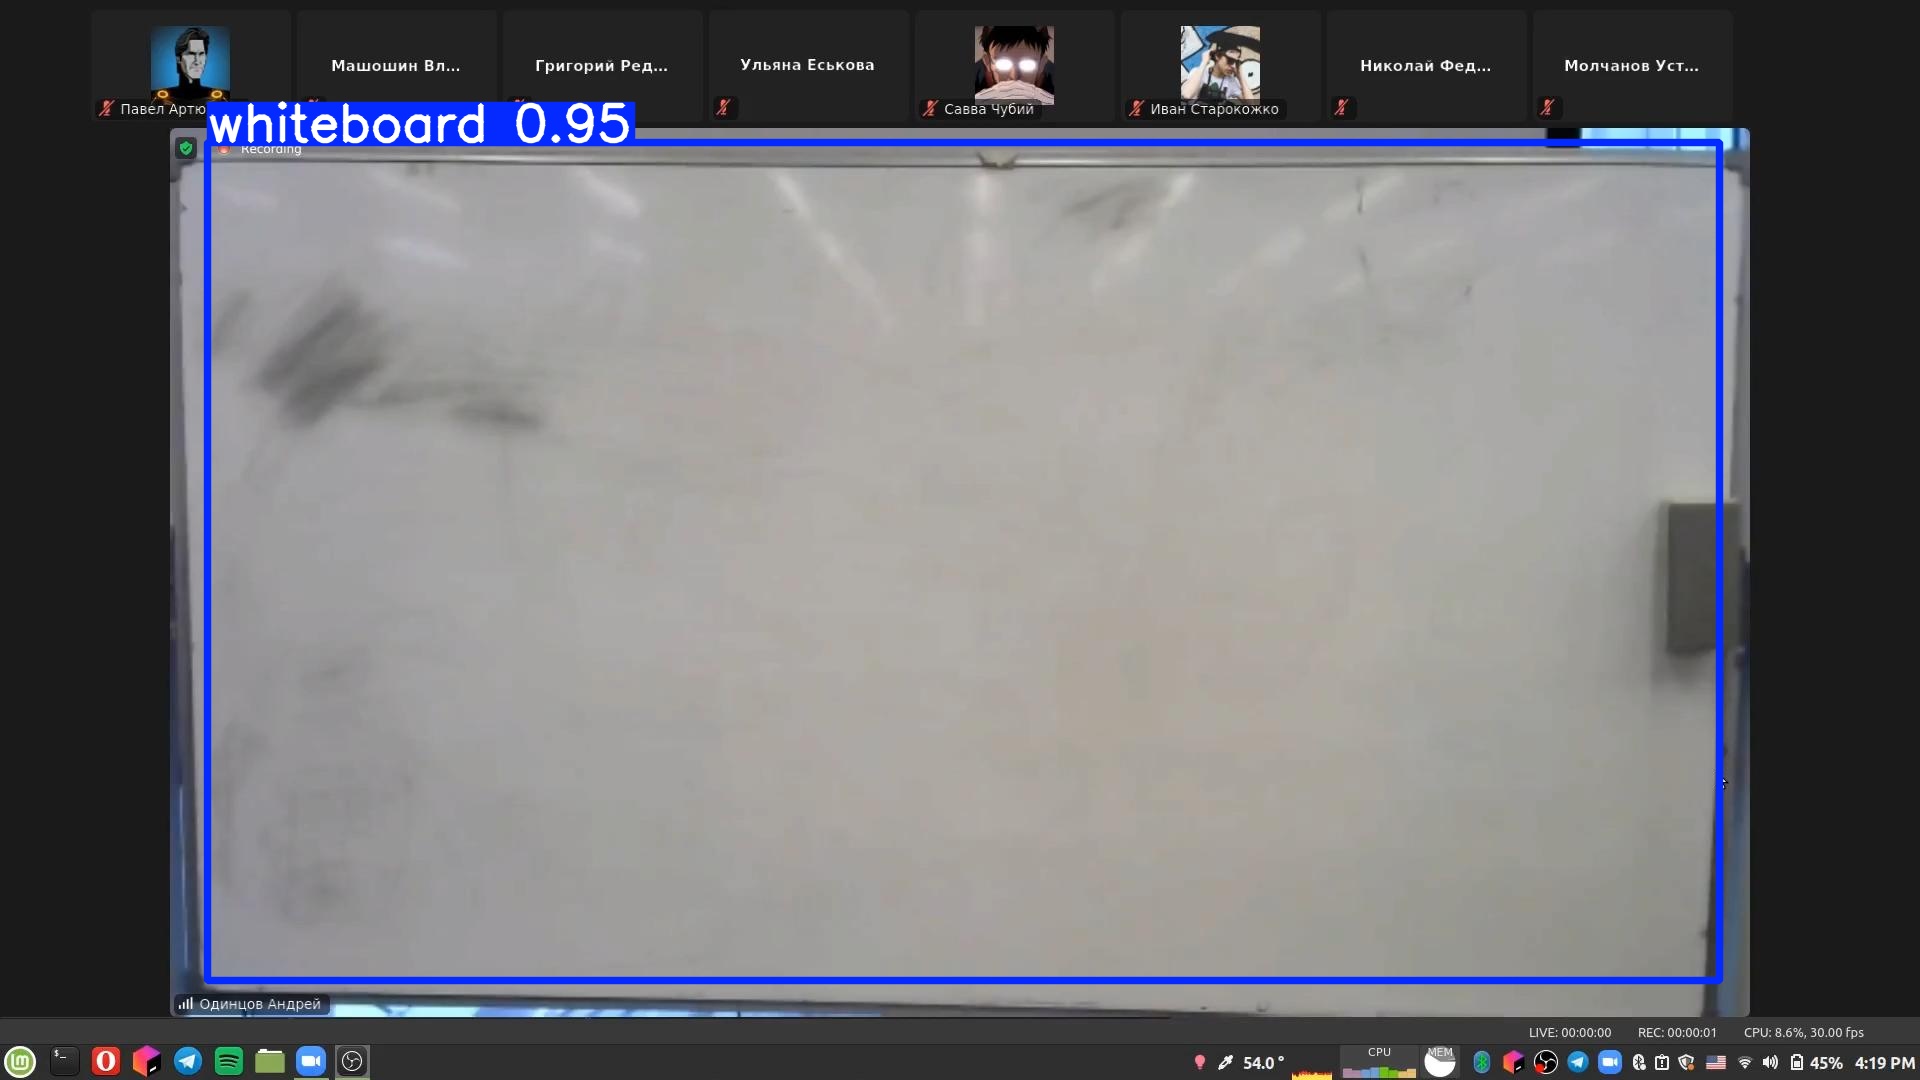 Машошин Вл...
Григорий Ред...
Ульяна Еськова
Николай Фед...
Молчанов Уст...
Павел Артю
Савва Чубий
Иван Старокожко
whiteboard 0.95
Recording
Одинцов Андрей
LIVE: 00:00:00
REC: 00:00:01
CPU: 8.6%, 30.00 fps
54.0°
CPU
MEM
45%
4:19 PM